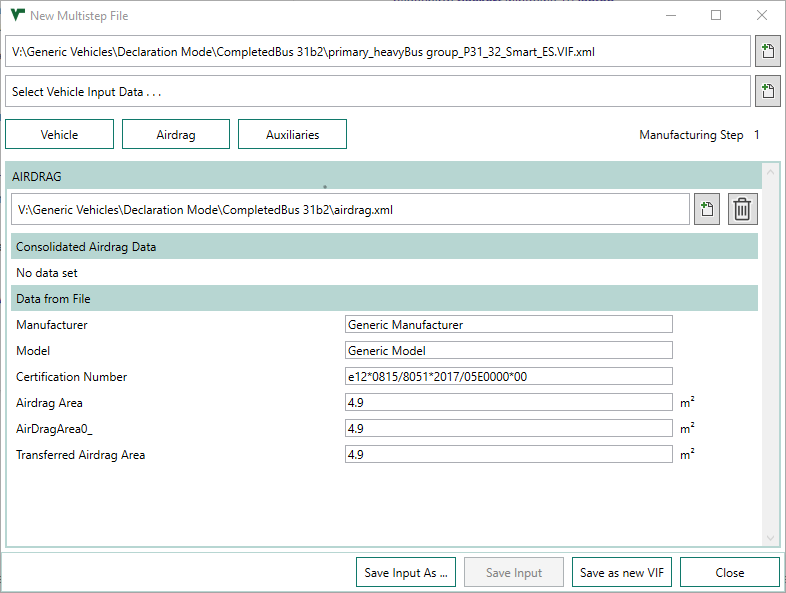 New Multistep File
V:\Generic Vehicles\Declaration Mode\CompletedBus 31b2\primary_heavyBus group_P31_32_Smart_ES.VIF.xml
Select Vehicle Input Data . . .
Vehicle Airdrag Auxiliaries Manufacturing Step 1
AIRDRAG
V:\Generic Vehicles\Declaration Mode\CompletedBus 31b2\airdrag.xml
Consolidated Airdrag Data
No data set
Data from File
Manufacturer Generic Manufacturer
Model Generic Model
Certification Number e12*0815/8051*2017/05E0000*00
Airdrag Area 4.9 m²
AirDragArea0_ 4.9 m²
Transferred Airdrag Area 4.9 m²
Save Input As ... Save Input Save as new VIF Close